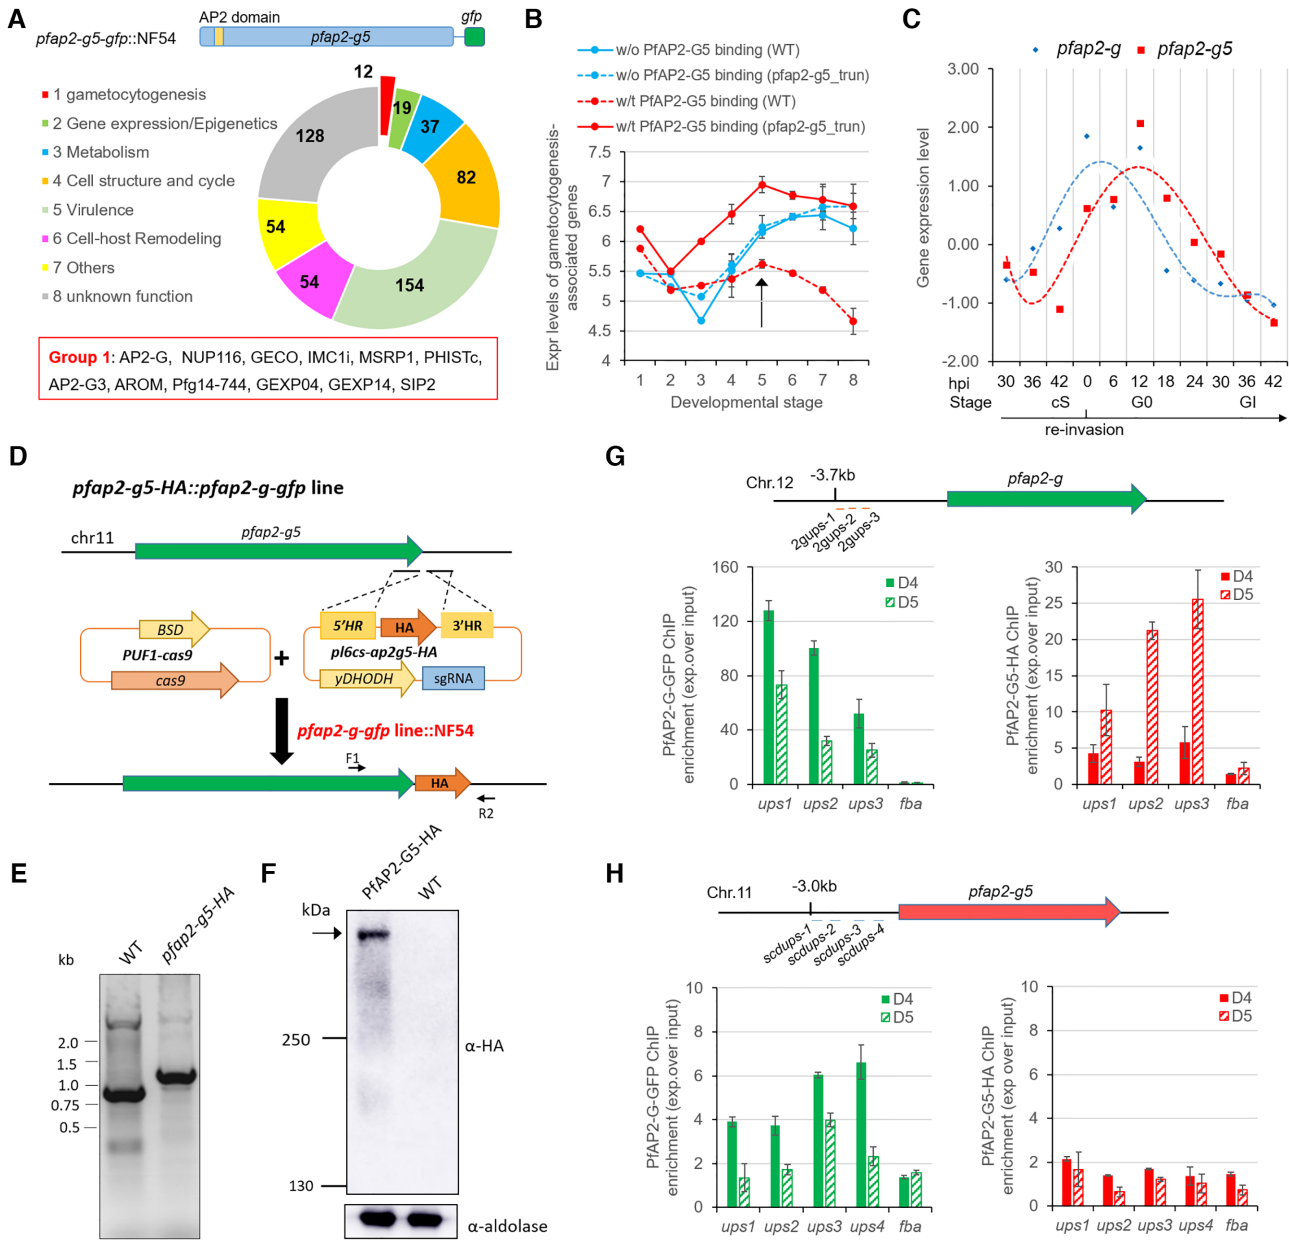 A
AP2 domain
gfp
pfap2-g5-gfp::NF54
pfap2-g5
1 gametocytogenesis
2 Gene expression/Epigenetics
3 Metabolism
4 Cell structure and cycle
5 Virulence
6 Cell-host Remodeling
7 Others
8 unknown function
12
19
37
82
154
54
54
128
Group 1: AP2-G, NUP116, GECO, IMC1i, MSRP1, PHISTc,
AP2-G3, AROM, Pfg14-744, GEXP04, GEXP14, SIP2
B
w/o PfAP2-G5 binding (WT)
w/o PfAP2-G5 binding (pfap2-g5_trun)
w/t PfAP2-G5 binding (WT)
w/t PfAP2-G5 binding (pfap2-g5_trun)
Expr levels of gametocytogenesis-
associated genes
7.5
7
6.5
6
5.5
5
4.5
4
1 2 3 4 5 6 7 8
Developmental stage
C
pfap2-g pfap2-g5
Gene expression level
3.00
2.00
1.00
0.00
-1.00
-2.00
hpi 30 36 42 0 6 12 18 24 30 36 42
Stage cS G0 GI
re-invasion
D
pfap2-g5-HA::pfap2-g-gfp line
chr11
pfap2-g5
BSD
PUF1-cas9
cas9
+
5'HR HA 3'HR
pl6cs-ap2g5-HA
yDHODH sgRNA
pfap2-g-gfp line::NF54
F1
HA
R2
E
WT
pfap2-g5-HA
kb
2.0
1.5
1.0
0.75
0.5
F
PfAP2-G5-HA
WT
kDa
250
130
α-HA
α-aldolase
G
Chr.12
-3.7kb
pfap2-g
2gups-1
2gups-2
2gups-3
PfAP2-G-GFP ChIP
enrichment (exp.over input)
160
120
80
40
0
D4
D5
ups1 ups2 ups3 fba
PfAP2-G5-HA ChIP
enrichment (exp.over input)
30
25
20
15
10
5
0
D4
D5
ups1 ups2 ups3 fba
H
Chr.11
-3.0kb
pfap2-g5
scdups-1
scdups-2
scdups-3
scdups-4
PfAP2-G-GFP ChIP
enrichment (exp.over input)
10
8
6
4
2
0
D4
D5
ups1 ups2 ups3 ups4 fba
PfAP2-G5-HA ChIP
enrichment (exp over input)
10
8
6
4
2
0
D4
D5
ups1 ups2 ups3 ups4 fba